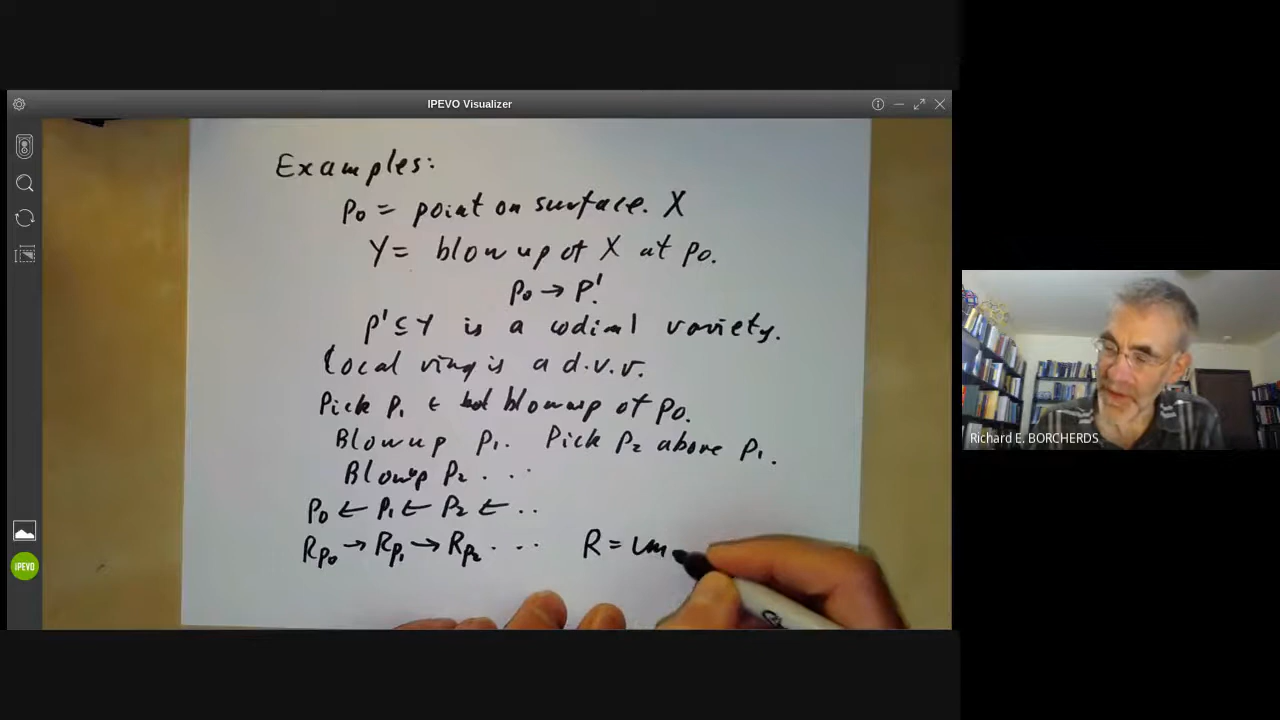 IPEVO Visualizer
Examples:
p₀ = point on surface. X
Y = blow up of X at p₀.
p₀ → p'.
p' ⊆ Y is a codim 1 variety.
Local ring is a d.v.r.
Pick p₁ ∈ blowup of p₀.
Blowup p₁. Pick p₂ above p₁.
Blowup p₂ . . .
p₀ ← p₁ ← p₂ ← ..
R_p₀ → R_p₁ → R_p₂ . . . R = Lim
Richard E. BORCHERDS
iPEVO